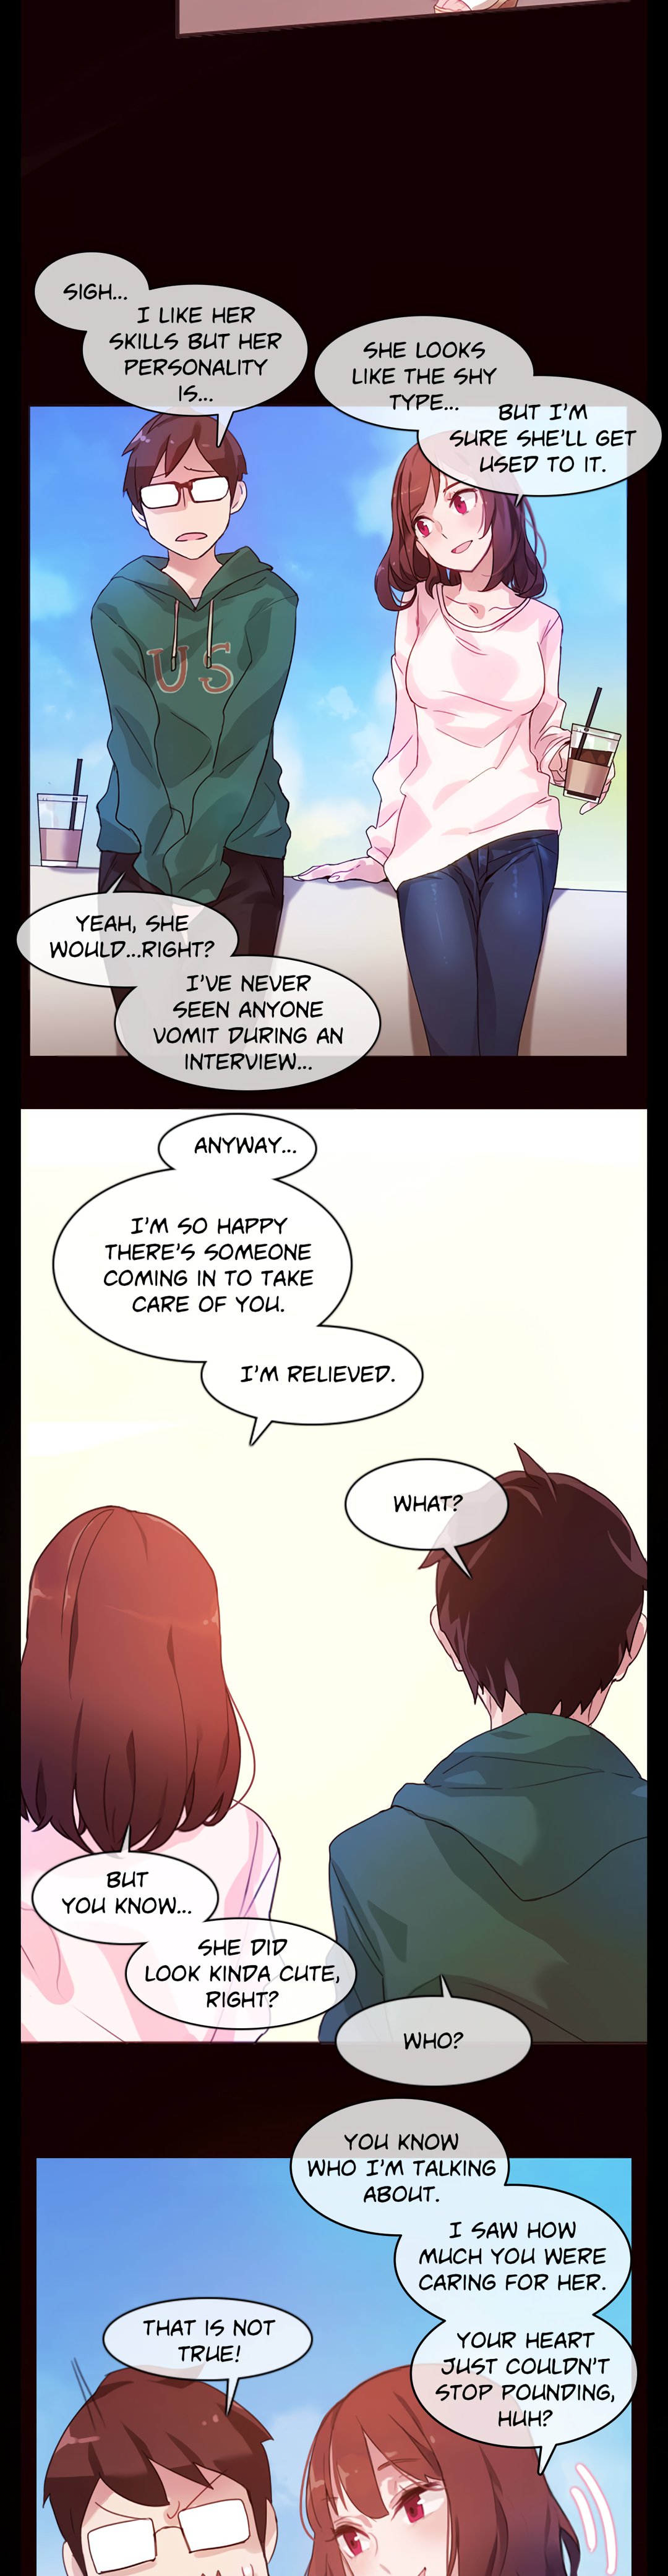 SIGH...
I LIKE HER
SKILLS BUT HER
PERSONALITY
IS...
SHE LOOKS
LIKE THE SHY
TYPE...
BUT I'M
SURE SHE'LL GET
USED TO IT.
US
YEAH, SHE
WOULD...RIGHT?
I'VE NEVER
SEEN ANYONE
VOMIT DURING AN
INTERVIEW...
ANYWAY...
I'M SO HAPPY
THERE'S SOMEONE
COMING IN TO TAKE
CARE OF YOU.
I'M RELIEVED.
WHAT?
BUT
YOU KNOW...
SHE DID
LOOK KINDA CUTE,
RIGHT?
WHO?
YOU KNOW
WHO I'M TALKING
ABOUT.
I SAW HOW
MUCH YOU WERE
CARING FOR HER.
YOUR HEART
JUST COULDN'T
STOP POUNDING,
HUH?
THAT IS NOT
TRUE!